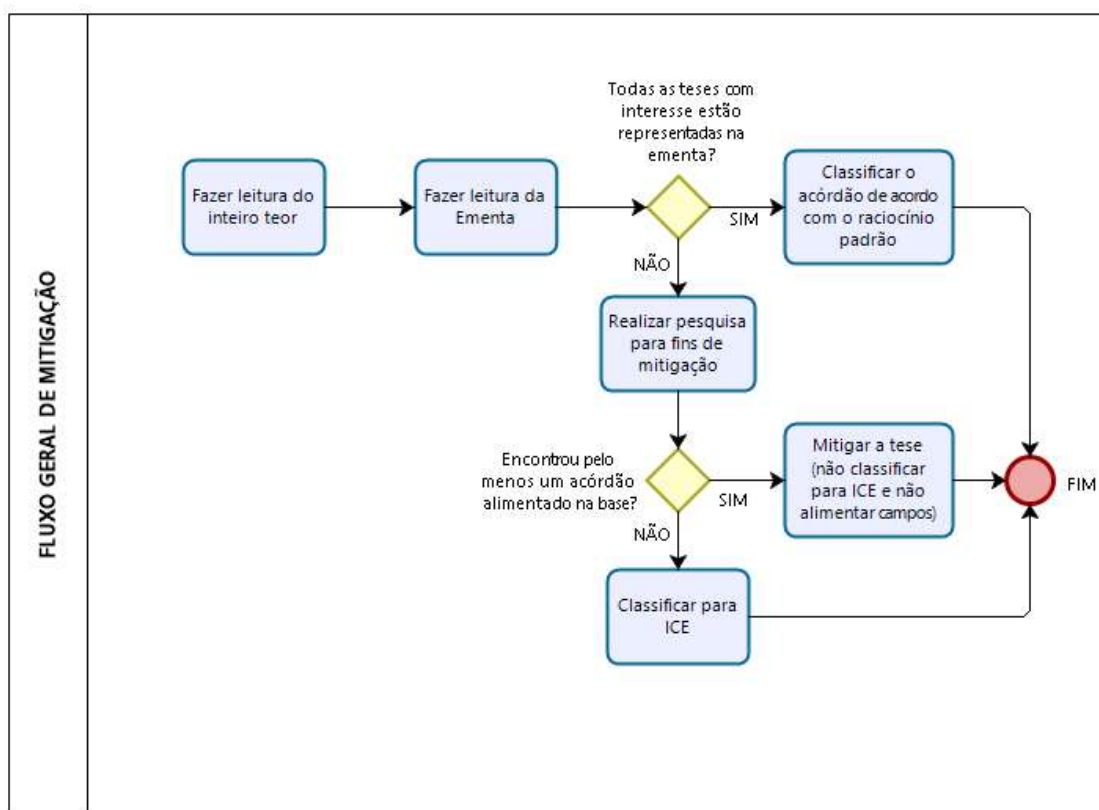 FLUXO GERAL DE MITIGAÇÃO
Fazer leitura do
inteiro teor
Fazer leitura da
Ementa
Todas as teses com
interesse estão
representadas na
ementa?
SIM
Classificar o
acórdão de acordo
com o raciocínio
padrão
NÃO
Realizar pesquisa
para fins de
mitigação
Encontrou pelo
menos um acórdão
alimentado na base?
SIM
Mitigar a tese
(não classificar
para ICE e não
alimentar campos)
FIM
NÃO
Classificar para
ICE